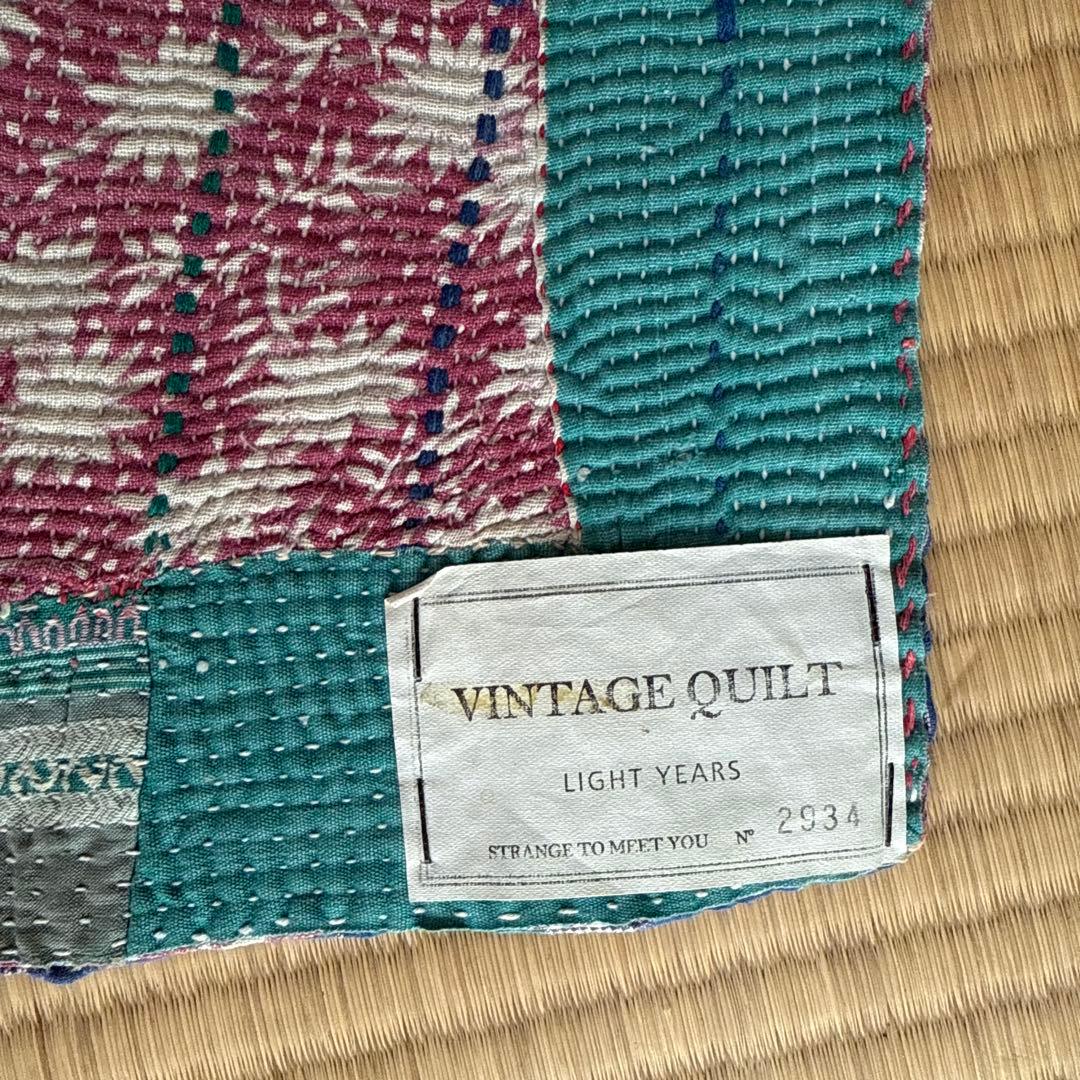 VINTAGE QUILT
LIGHT YEARS
STRANGE TO MEET YOU Nº 2934